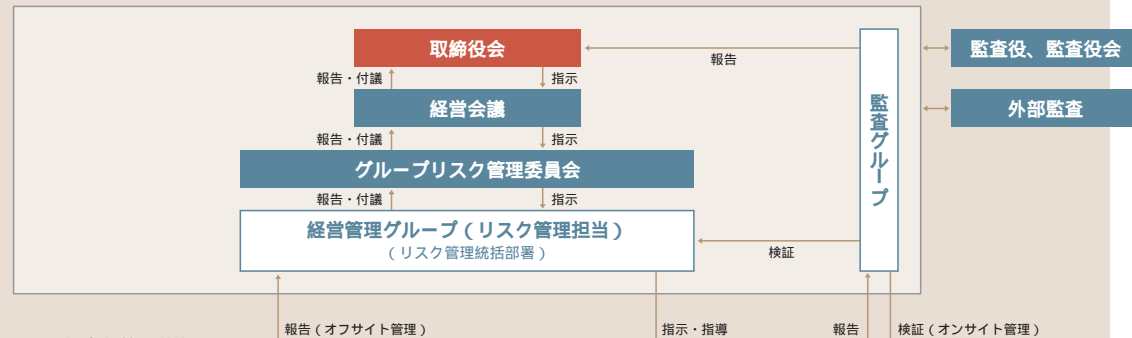 取締役会
報告
監査役、監査役会
報告・付議
指示
経営会議
外部監査
監査グループ
報告・付議
指示
グループリスク管理委員会
報告・付議
指示
経営管理グループ（リスク管理担当）
（リスク管理統括部署）
検証
報告（オフサイト管理）
指示・指導
報告
検証（オンサイト管理）